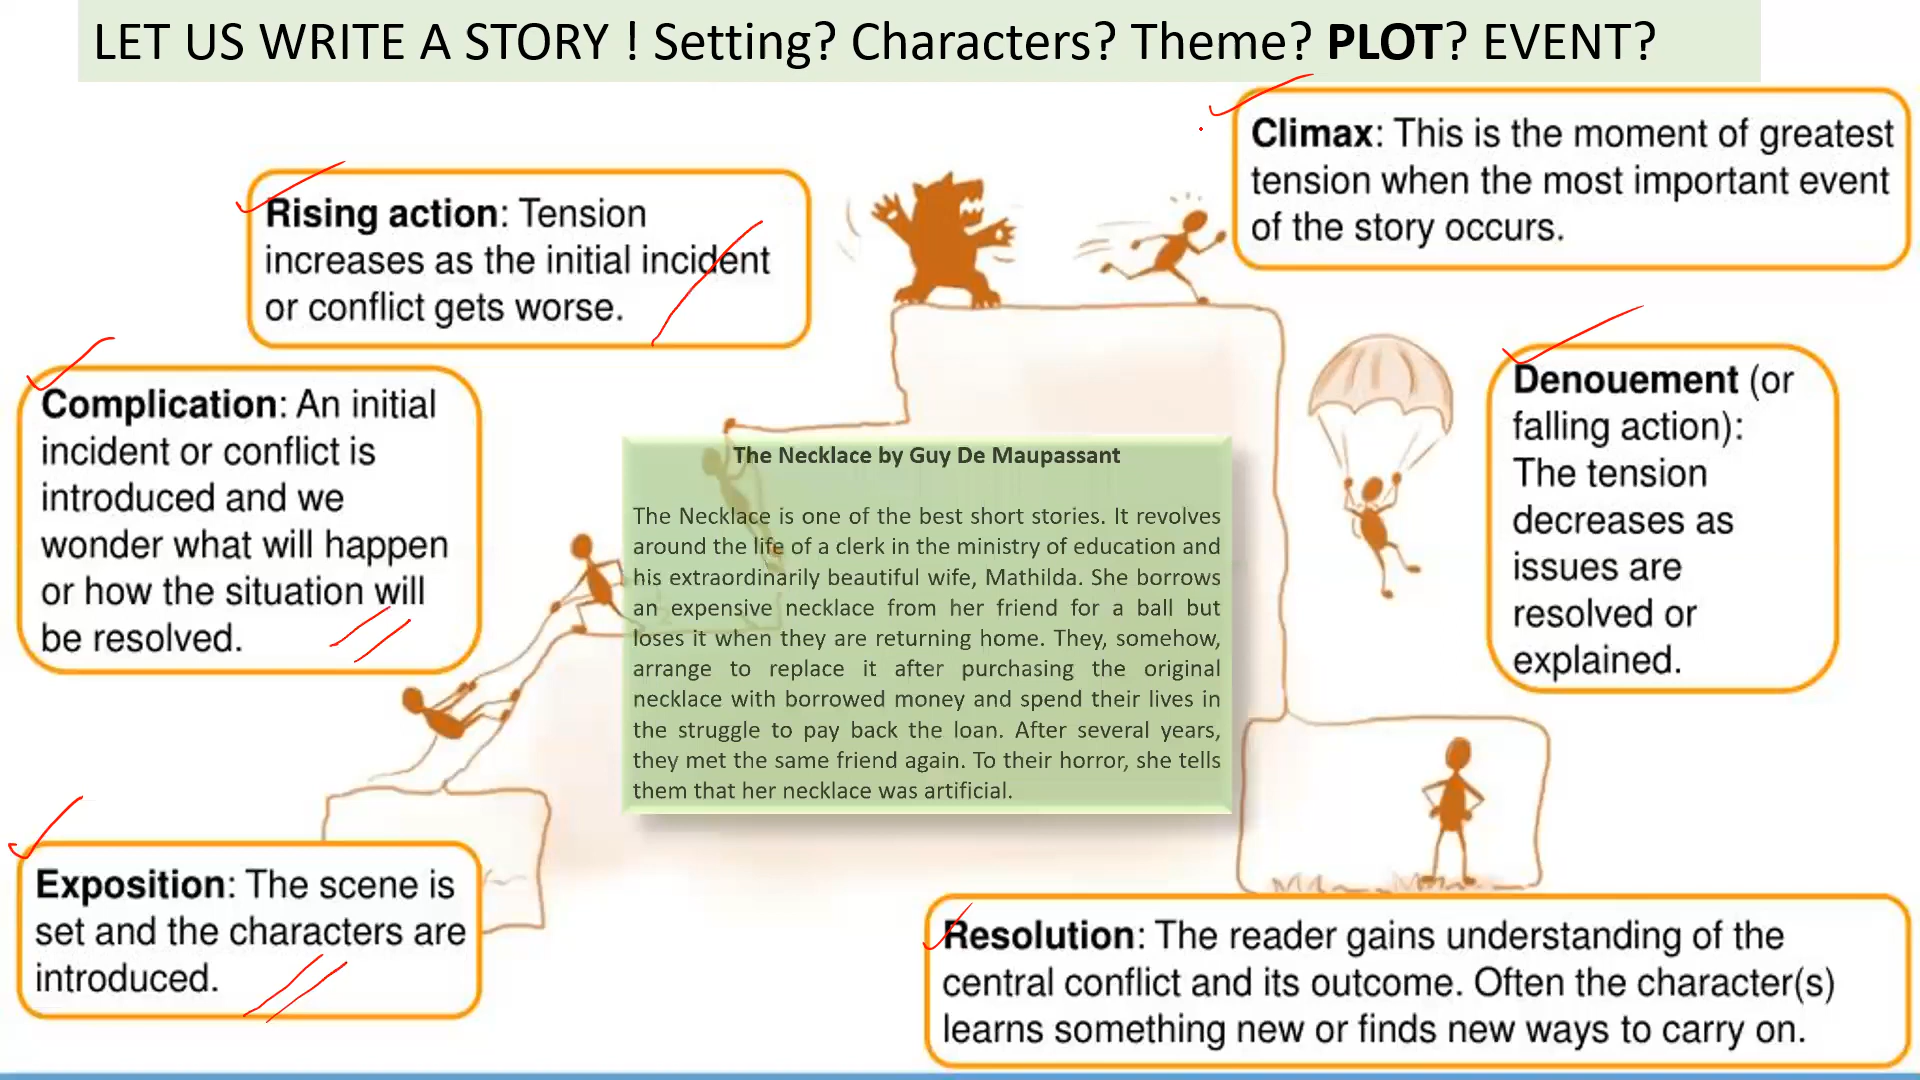 LET US WRITE A STORY ! Setting? Characters? Theme? PLOT? EVENT?
Rising action: Tension
increases as the initial incident
or conflict gets worse.
Climax: This is the moment of greatest
tension when the most important event
of the story occurs.
Complication: An initial
incident or conflict is
introduced and we
wonder what will happen
or how the situation will
be resolved.
Denouement (or
falling action):
The tension
decreases as
issues are
resolved or
explained.
The Necklace by Guy De Maupassant
The Necklace is one of the best short stories. It revolves
around the life of a clerk in the ministry of education and
his extraordinarily beautiful wife, Mathilda. She borrows
an expensive necklace from her friend for a ball but
loses it when they are returning home. They, somehow,
arrange to replace it after purchasing the original
necklace with borrowed money and spend their lives in
the struggle to pay back the loan. After several years,
they met the same friend again. To their horror, she tells
them that her necklace was artificial.
Exposition: The scene is
set and the characters are
introduced.
Resolution: The reader gains understanding of the
central conflict and its outcome. Often the character(s)
learns something new or finds new ways to carry on.